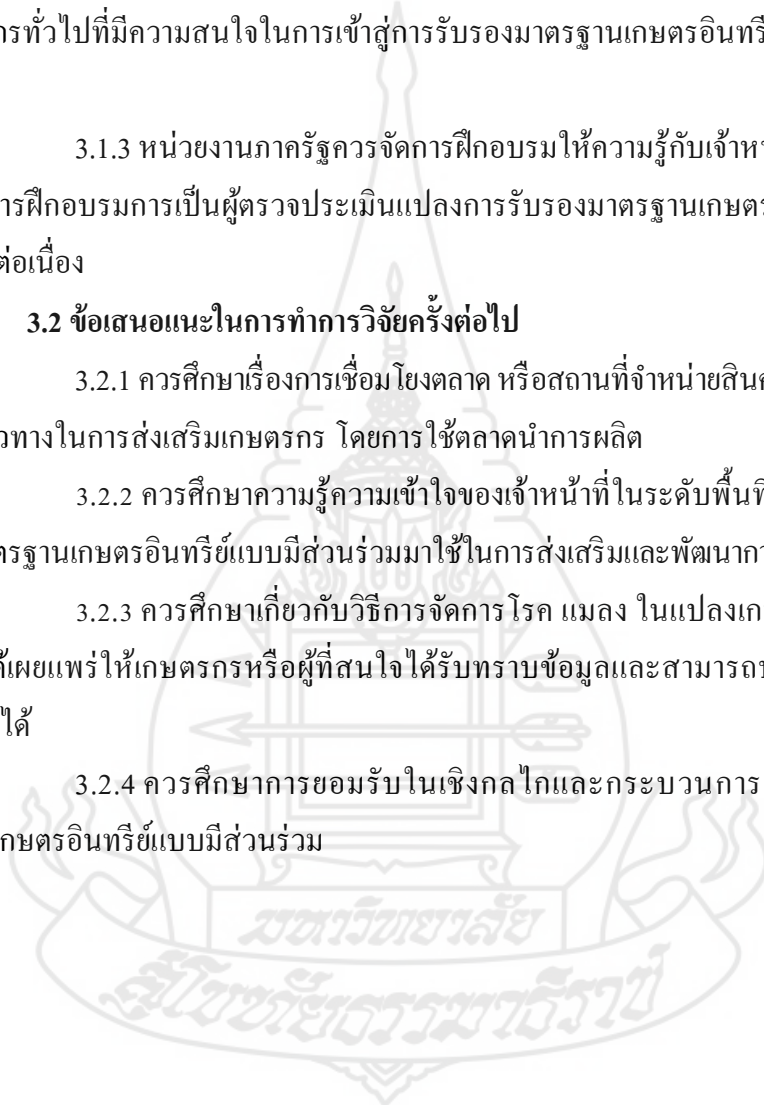 กรทั่วไปที่มีความสนใจในการเข้าสู่การรับรองมาตรฐานเกษตรอินทรี
3.1.3 หน่วยงานภาครัฐควรจัดการฝึกอบรมให้ความรู้กับเจ้าหน
ารฝึกอบรมการเป็นผู้ตรวจประเมินแปลงการรับรองมาตรฐานเกษตร
ต่อเนื่อง
3.2 ข้อเสนอแนะในการทำการวิจัยครั้งต่อไป
3.2.1 ควรศึกษาเรื่องการเชื่อมโยงตลาด หรือสถานที่จำหน่ายสินค
วทางในการส่งเสริมเกษตรกร โดยการใช้ตลาดนำการผลิต
3.2.2 ควรศึกษาความรู้ความเข้าใจของเจ้าหน้าที่ในระดับพื้นที
ตรฐานเกษตรอินทรีย์แบบมีส่วนร่วมมาใช้ในการส่งเสริมและพัฒนากา
3.2.3 ควรศึกษาเกี่ยวกับวิธีการจัดการโรค แมลง ในแปลงเก
ด้เผยแพร่ให้เกษตรกรหรือผู้ที่สนใจได้รับทราบข้อมูลและสามารถน
ได้
3.2.4 ควรศึกษาการยอมรับในเชิงกลไกและกระบวนการ
กษตรอินทรีย์แบบมีส่วนร่วม
มหาวิทยาลัย
สุโขทัยธรรมาธิราช